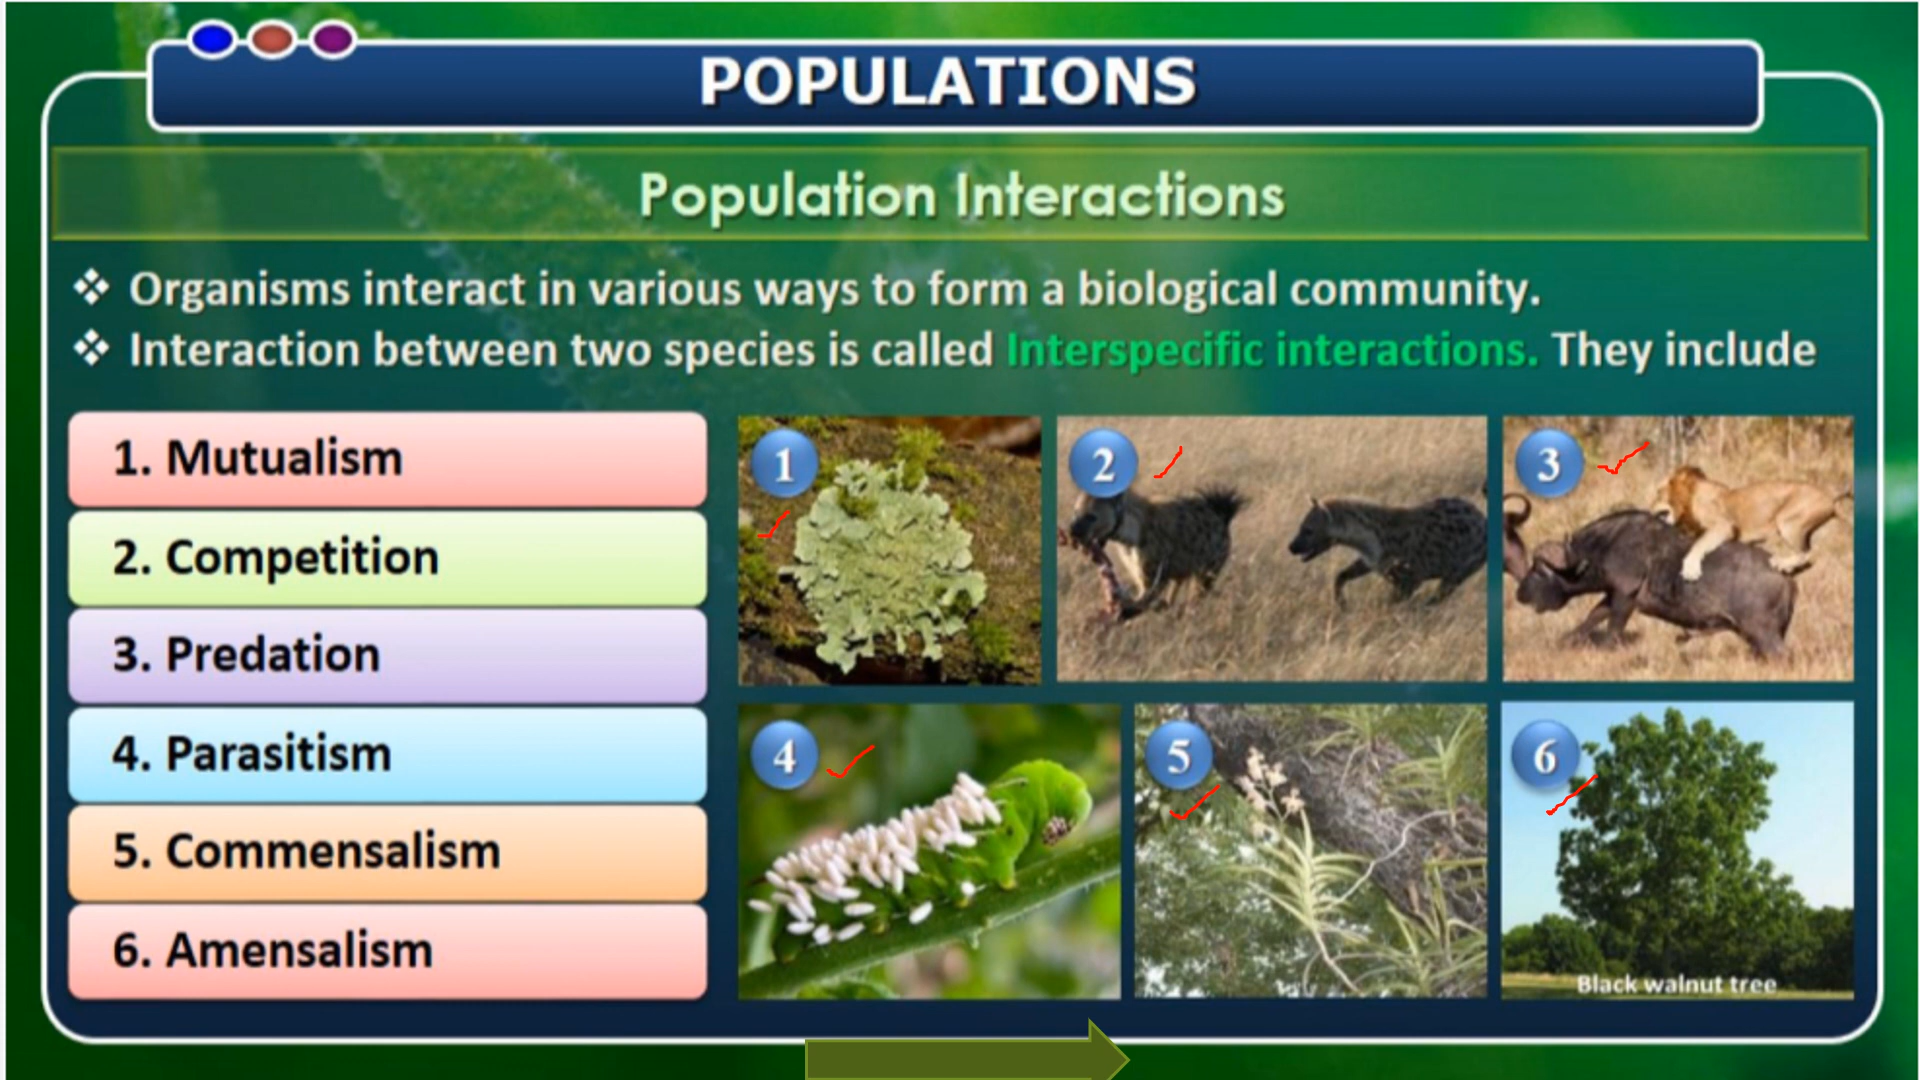 POPULATIONS
Population Interactions
❖ Organisms interact in various ways to form a biological community.
❖ Interaction between two species is called Interspecific interactions. They include
1. Mutualism
2. Competition
3. Predation
4. Parasitism
5. Commensalism
6. Amensalism
1
2
3
4
5
6
Black walnut tree